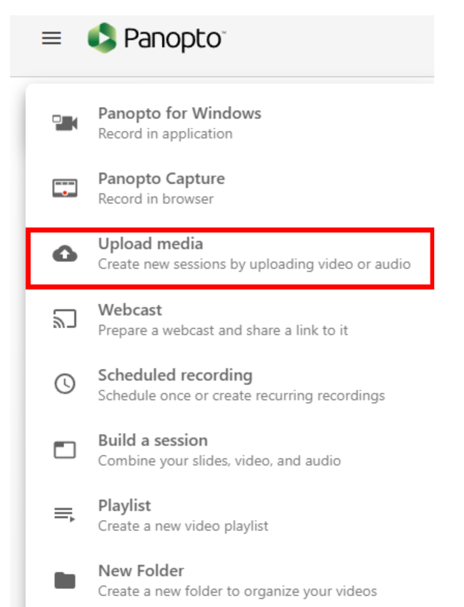 Panopto™
Panopto for Windows
Record in application
Panopto Capture
Record in browser
Upload media
Create new sessions by uploading video or audio
Webcast
Prepare a webcast and share a link to it
Scheduled recording
Schedule once or create recurring recordings
Build a session
Combine your slides, video, and audio
Playlist
Create a new video playlist
New Folder
Create a new folder to organize your videos